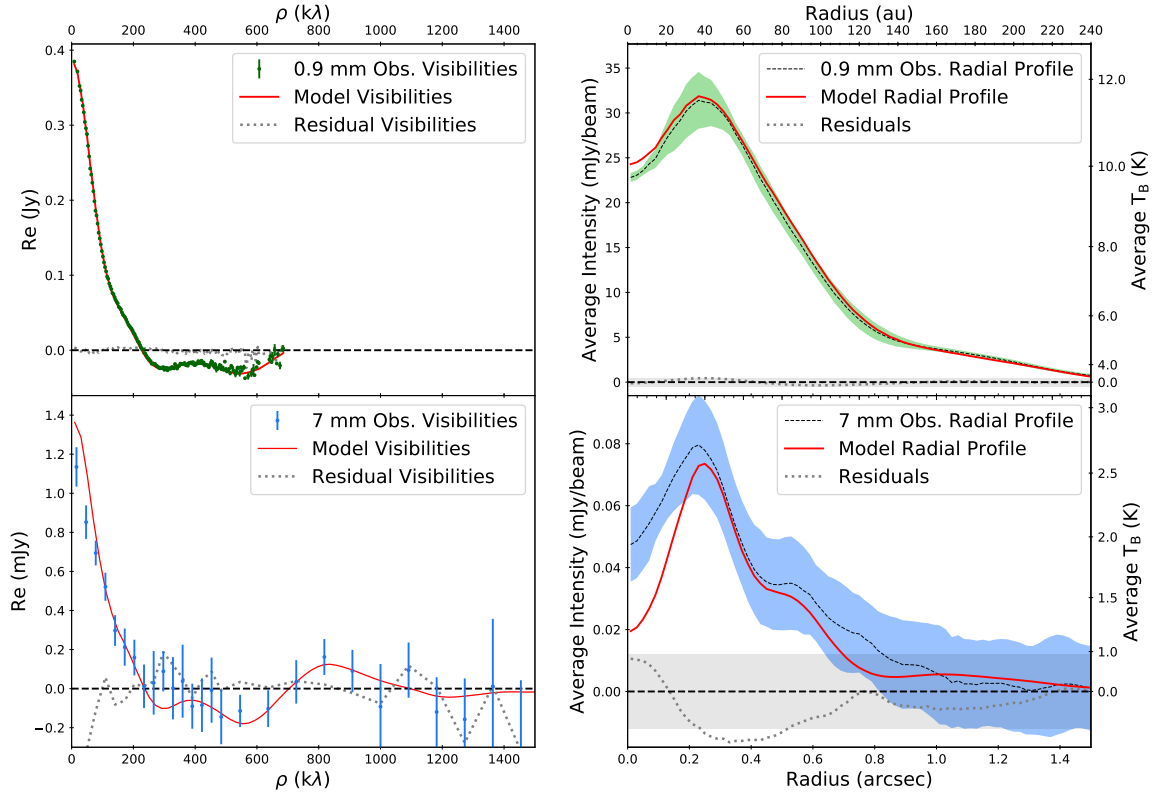 ρ (kλ)
0 200 400 600 800 1000 1200 1400
0.4
0.3
0.2
0.1
0.0
Re (Jy)
0.9 mm Obs. Visibilities
Model Visibilities
Residual Visibilities
Radius (au)
0 20 40 60 80 100 120 140 160 180 200 220 240
35
30
25
20
15
10
5
0
Average Intensity (mJy/beam)
0.9 mm Obs. Radial Profile
Model Radial Profile
Residuals
12.0
10.0
8.0
6.0
4.0
0.0
Average T_B (K)
1.4
1.2
1.0
0.8
0.6
0.4
0.2
0.0
−0.2
Re (mJy)
7 mm Obs. Visibilities
Model Visibilities
Residual Visibilities
0 200 400 600 800 1000 1200 1400
ρ (kλ)
0.08
0.06
0.04
0.02
0.00
Average Intensity (mJy/beam)
7 mm Obs. Radial Profile
Model Radial Profile
Residuals
3.0
2.5
2.0
1.5
1.0
0.0
Average T_B (K)
0.0 0.2 0.4 0.6 0.8 1.0 1.2 1.4
Radius (arcsec)